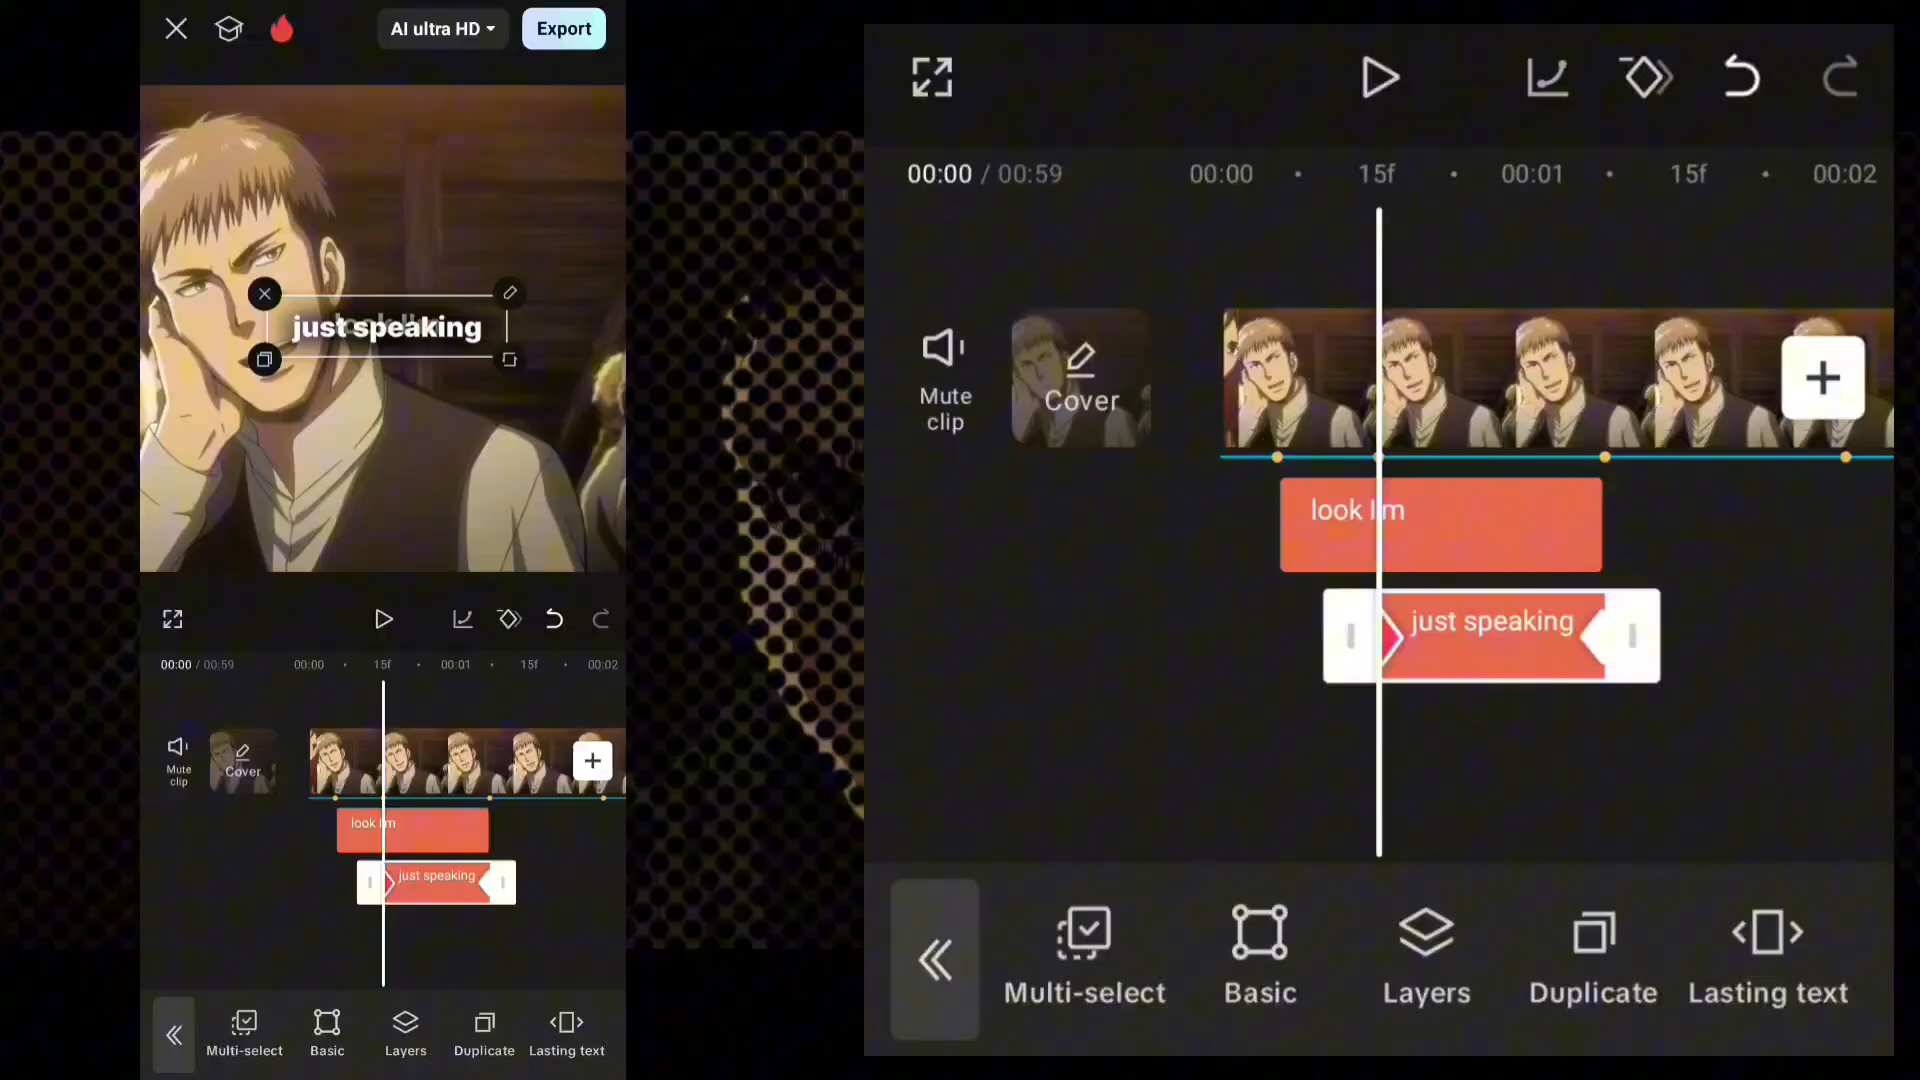 AI ultra HD
Export
just speaking
00:00 / 00:59
00:00
15f
00:01
15f
00:02
Mute
clip
Cover
look I'm
just speaking
Multi-select
Basic
Layers
Duplicate
Lasting text
00:00 / 00:59
00:00
15f
00:01
15f
00:02
Mute
clip
Cover
look I'm
just speaking
Multi-select
Basic
Layers
Duplicate
Lasting text